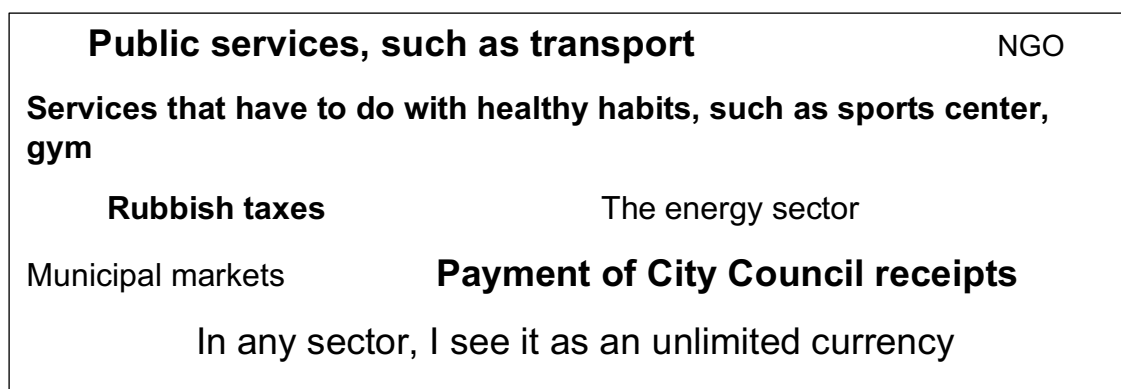 Public services, such as transport NGO
Services that have to do with healthy habits, such as sports center,
gym
Rubbish taxes The energy sector
Municipal markets Payment of City Council receipts
In any sector, I see it as an unlimited currency